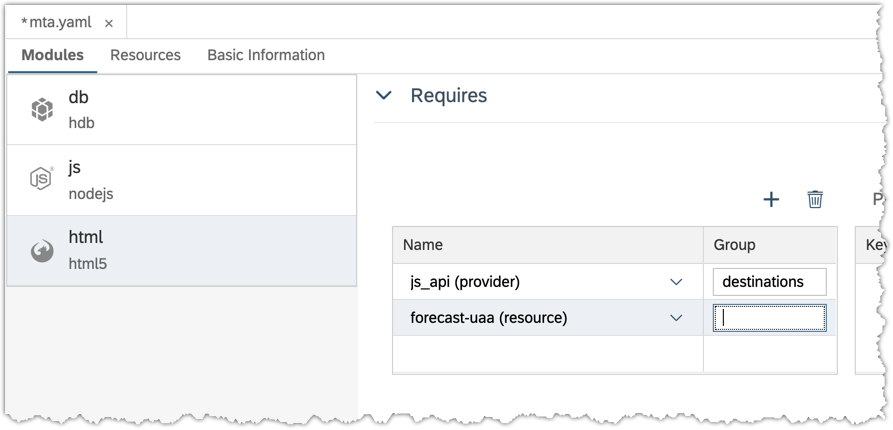 *mta.yaml ×
Modules Resources Basic Information
db
hdb
js
nodejs
html
html5
Requires
Name Group
js_api (provider) destinations
forecast-uaa (resource)
P
Key